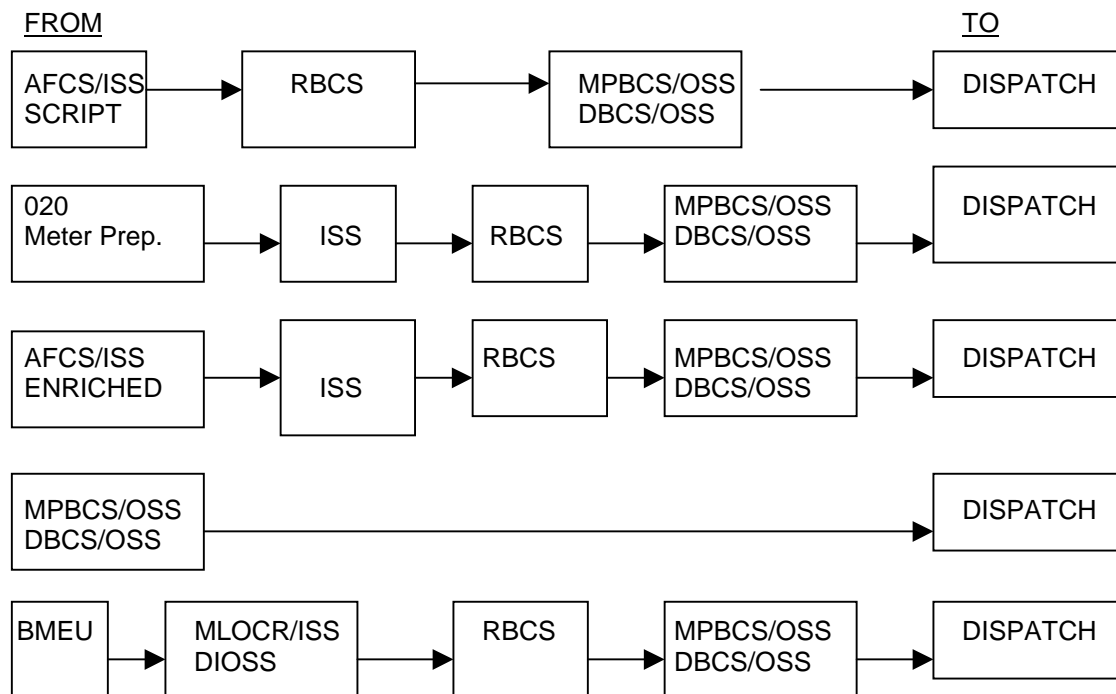 FROM
TO
AFCS/ISS
SCRIPT
RBCS
MPBCS/OSS
DBCS/OSS
DISPATCH
020
Meter Prep.
ISS
RBCS
MPBCS/OSS
DBCS/OSS
DISPATCH
AFCS/ISS
ENRICHED
ISS
RBCS
MPBCS/OSS
DBCS/OSS
DISPATCH
MPBCS/OSS
DBCS/OSS
DISPATCH
BMEU
MLOCR/ISS
DIOSS
RBCS
MPBCS/OSS
DBCS/OSS
DISPATCH